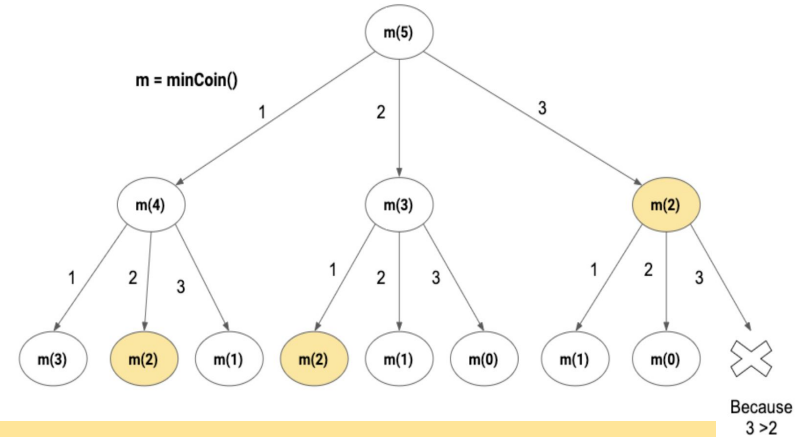 m(5)
m = minCoin()
1 2 3
m(4) m(3) m(2)
1 2 3 1 2 3 1 2 3
m(3) m(2) m(1) m(2) m(1) m(0) m(1) m(0)
Because
3 >2